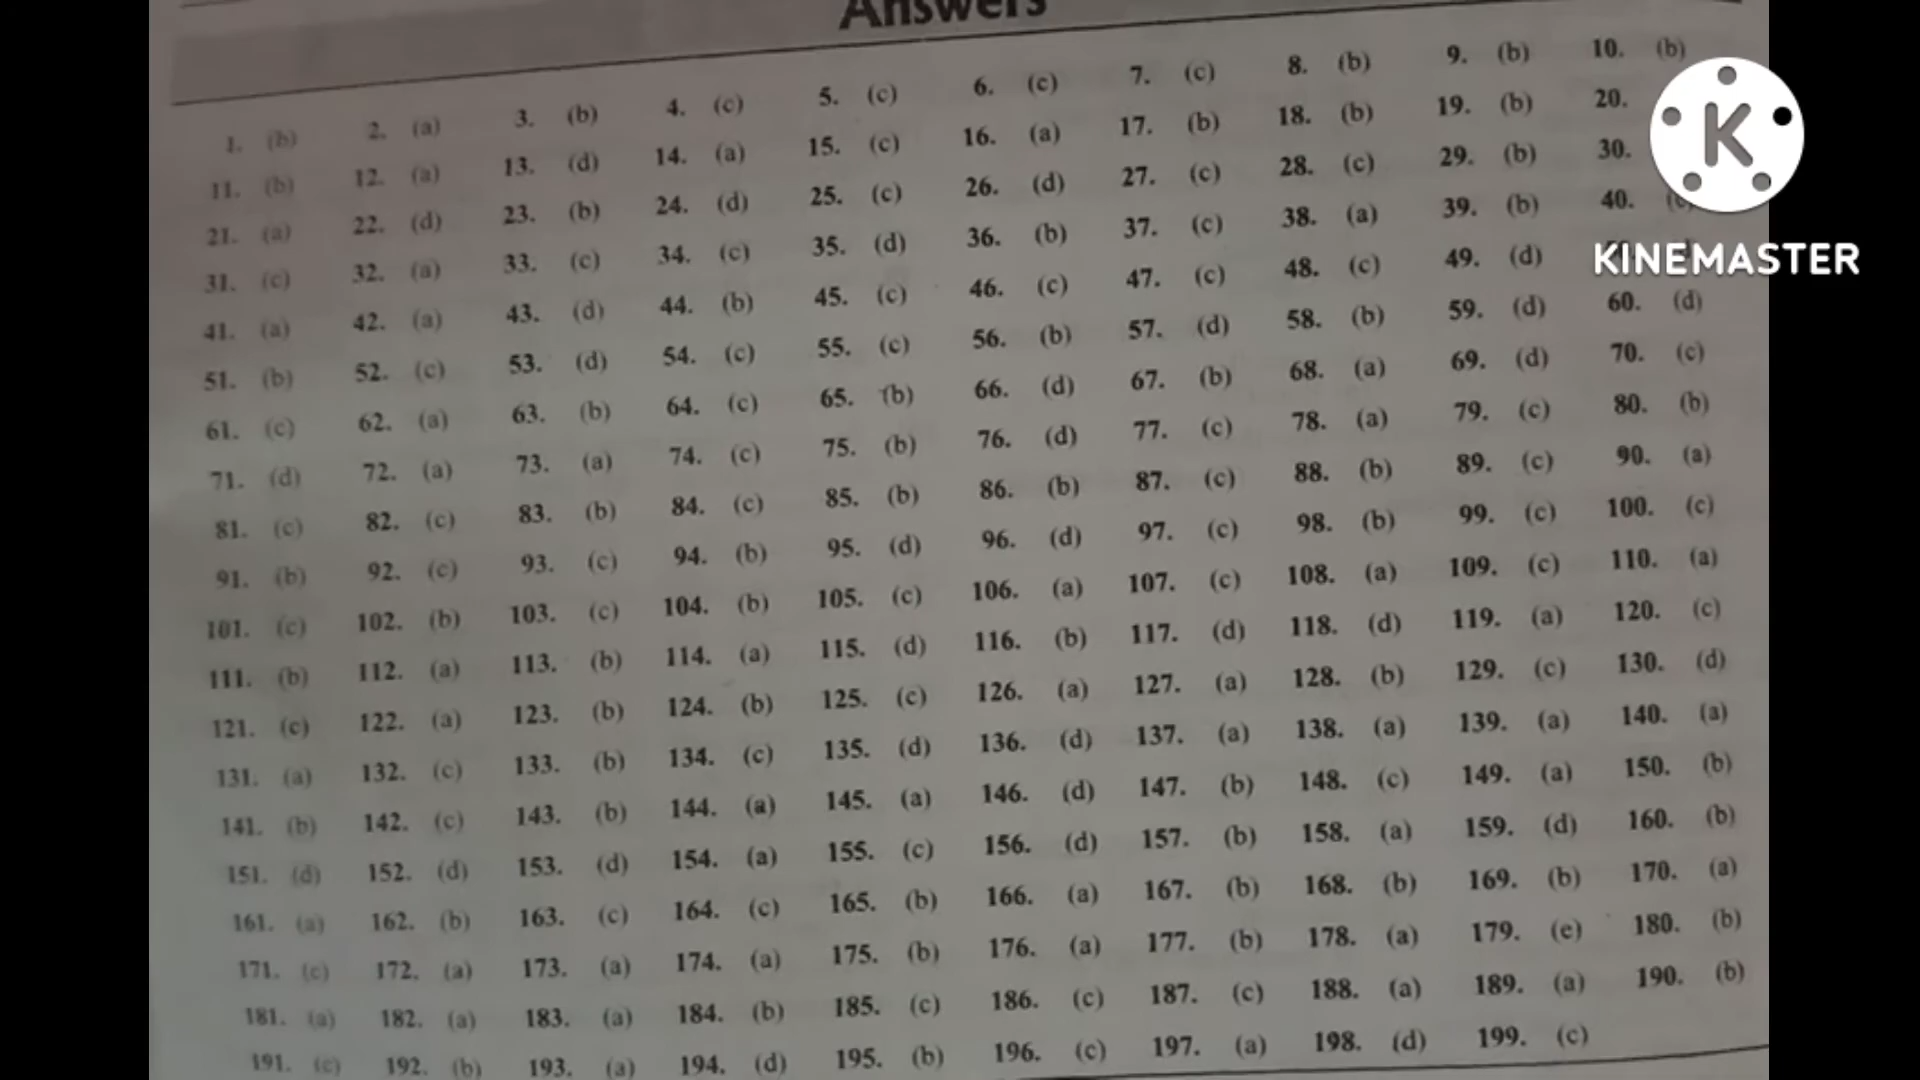 Answers
1. (b) 2. (a) 3. (b) 4. (c) 5. (c) 6. (c) 7. (c) 8. (b) 9. (b) 10. (b)
11. (b) 12. (a) 13. (d) 14. (a) 15. (c) 16. (a) 17. (b) 18. (b) 19. (b) 20.
21. (a) 22. (d) 23. (b) 24. (d) 25. (c) 26. (d) 27. (c) 28. (c) 29. (b) 30.
31. (c) 32. (a) 33. (c) 34. (c) 35. (d) 36. (b) 37. (c) 38. (a) 39. (b) 40.
41. (a) 42. (a) 43. (d) 44. (b) 45. (c) 46. (c) 47. (c) 48. (c) 49. (d)
51. (b) 52. (c) 53. (d) 54. (c) 55. (c) 56. (b) 57. (d) 58. (b) 59. (d) 60. (d)
61. (c) 62. (a) 63. (b) 64. (c) 65. (b) 66. (d) 67. (b) 68. (a) 69. (d) 70. (c)
71. (d) 72. (a) 73. (a) 74. (c) 75. (b) 76. (d) 77. (c) 78. (a) 79. (c) 80. (b)
81. (c) 82. (c) 83. (b) 84. (c) 85. (b) 86. (b) 87. (c) 88. (b) 89. (c) 90. (a)
91. (b) 92. (c) 93. (c) 94. (b) 95. (d) 96. (d) 97. (c) 98. (b) 99. (c) 100. (c)
101. (c) 102. (b) 103. (c) 104. (b) 105. (c) 106. (a) 107. (c) 108. (a) 109. (c) 110. (a)
111. (b) 112. (a) 113. (b) 114. (a) 115. (d) 116. (b) 117. (d) 118. (d) 119. (a) 120. (c)
121. (c) 122. (a) 123. (b) 124. (b) 125. (c) 126. (a) 127. (a) 128. (b) 129. (c) 130. (d)
131. (a) 132. (c) 133. (b) 134. (c) 135. (d) 136. (d) 137. (a) 138. (a) 139. (a) 140. (a)
141. (b) 142. (c) 143. (b) 144. (a) 145. (a) 146. (d) 147. (b) 148. (c) 149. (a) 150. (b)
151. (d) 152. (d) 153. (d) 154. (a) 155. (c) 156. (d) 157. (b) 158. (a) 159. (d) 160. (b)
161. (a) 162. (b) 163. (c) 164. (c) 165. (b) 166. (a) 167. (b) 168. (b) 169. (b) 170. (a)
171. (c) 172. (a) 173. (a) 174. (a) 175. (b) 176. (a) 177. (b) 178. (a) 179. (e) 180. (b)
181. (a) 182. (a) 183. (a) 184. (b) 185. (c) 186. (c) 187. (c) 188. (a) 189. (a) 190. (b)
191. (c) 192. (b) 193. (a) 194. (d) 195. (b) 196. (c) 197. (a) 198. (d) 199. (c)
K
KINEMASTER